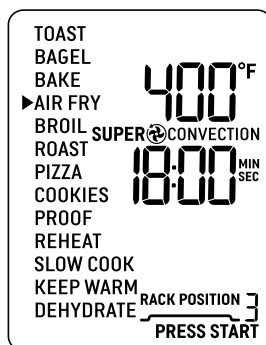 TOAST
BAGEL
BAKE
▶AIR FRY
BROIL
ROAST
PIZZA
COOKIES
PROOF
REHEAT
SLOW COOK
KEEP WARM
DEHYDRATE
400°F
SUPER CONVECTION
18:00 MIN SEC
RACK POSITION 3
PRESS START